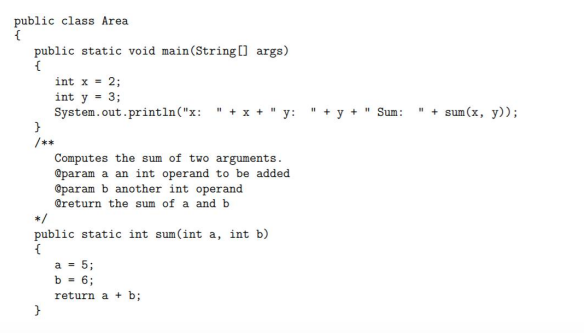 public class Area
{
public static void main(String[] args)
{
int x = 2;
int y = 3;
System.out.println("x:  " + x + " y:  " + y + " Sum:  " + sum(x, y));
}
/**
Computes the sum of two arguments.
@param a an int operand to be added
@param b another int operand
@return the sum of a and b
*/
public static int sum(int a, int b)
{
a = 5;
b = 6;
return a + b;
}